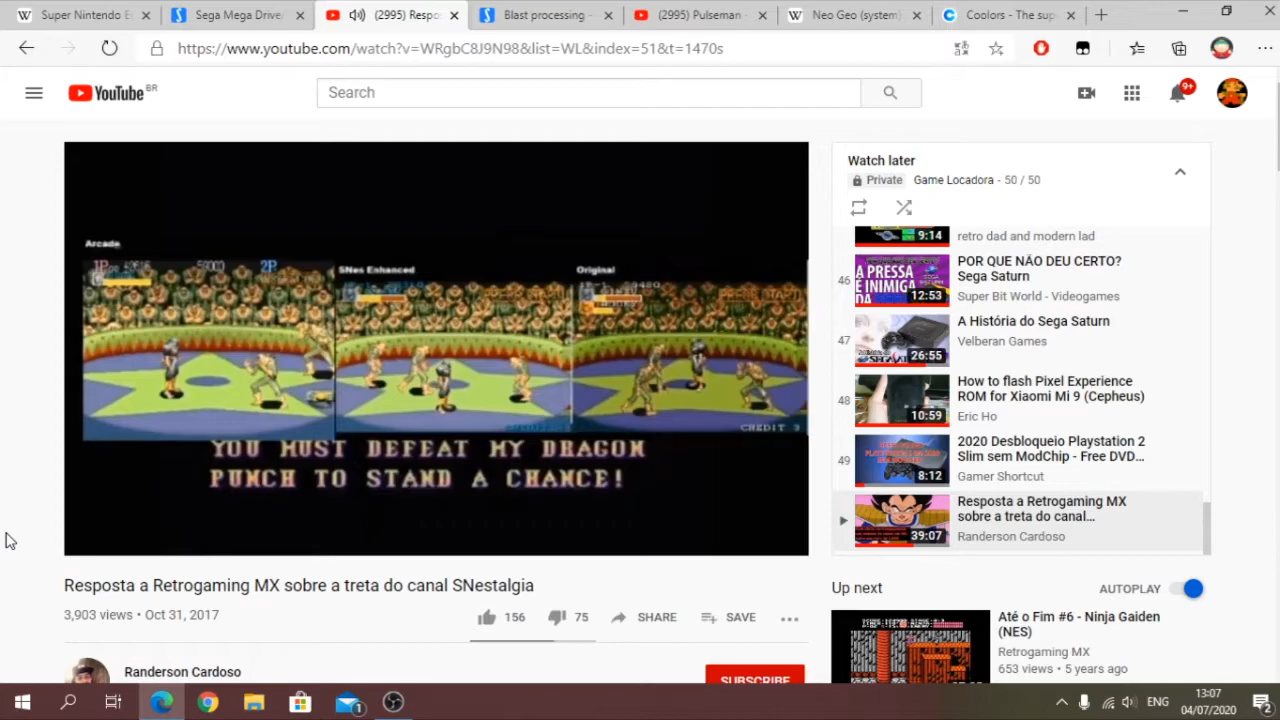 Super Nintendo E
Sega Mega Drive/
(2995) Respo
Blast processing -
(2995) Pulseman -
Neo Geo (system)
Coolors - The sup
https://www.youtube.com/watch?v=WRgbC8J9N98&list=WL&index=51&t=1470s
YouTube BR
Search
9+
Arcade
SNes Enhanced
Original
1P
2P
CREDIT 3
YOU MUST DEFEAT MY DRAGON
UNCH TO STAND A CHANCE!
Watch later
Private Game Locadora - 50 / 50
9:14
retro dad and modern lad
46
A PRESSA
É INIMIGA
DA
12:53
POR QUE NÃO DEU CERTO?
Sega Saturn
Super Bit World - Videogames
47
26:55
A História do Sega Saturn
Velberan Games
48
10:59
How to flash Pixel Experience
ROM for Xiaomi Mi 9 (Cepheus)
Eric Ho
49
8:12
2020 Desbloqueio Playstation 2
Slim sem ModChip - Free DVD...
Gamer Shortcut
39:07
Resposta a Retrogaming MX
sobre a treta do canal...
Randerson Cardoso
Resposta a Retrogaming MX sobre a treta do canal SNestalgia
3,903 views • Oct 31, 2017
156
75
SHARE
SAVE
Randerson Cardoso
SUBSCRIBE
Up next
AUTOPLAY
Até o Fim #6 - Ninja Gaiden
(NES)
Retrogaming MX
653 views • 5 years ago
1
ENG
13:07
04/07/2020
2